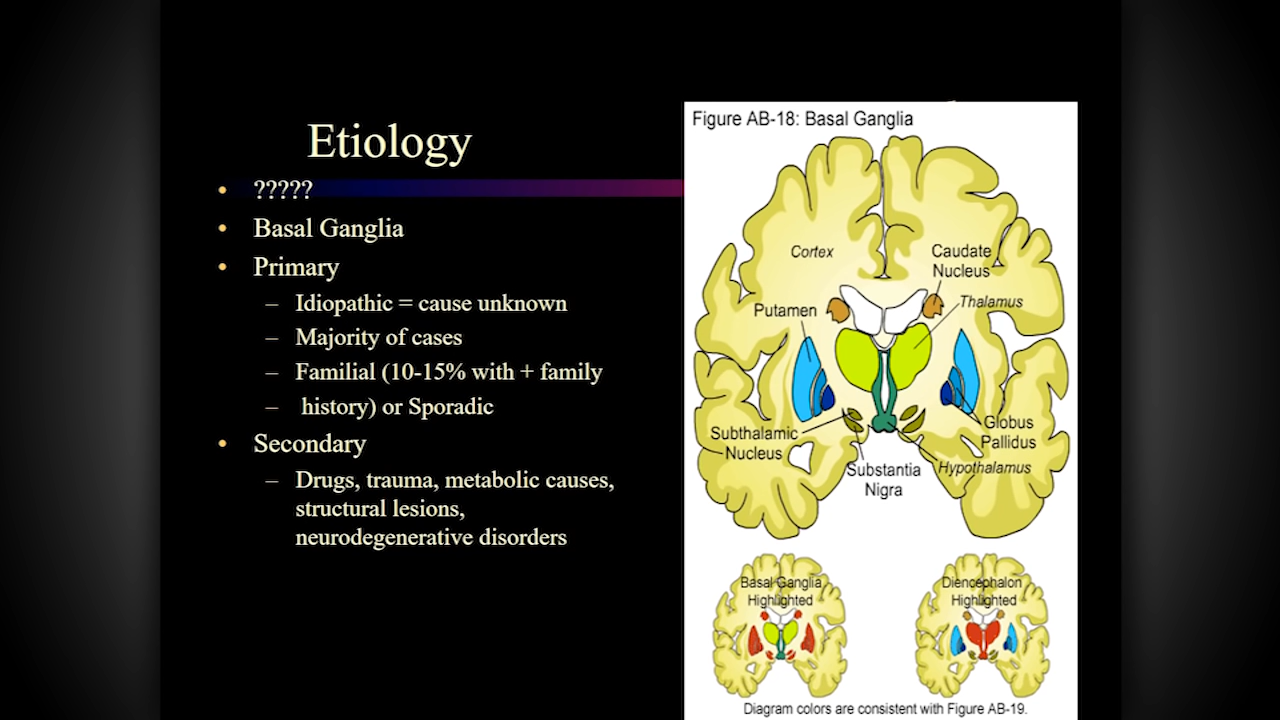 Etiology
• ?????
• Basal Ganglia
• Primary
– Idiopathic = cause unknown
– Majority of cases
– Familial (10-15% with + family
– history) or Sporadic
• Secondary
– Drugs, trauma, metabolic causes,
structural lesions,
neurodegenerative disorders
Figure AB-18: Basal Ganglia
Cortex
Caudate
Nucleus
Thalamus
Putamen
Globus
Pallidus
Subthalamic
Nucleus
Substantia
Nigra
Hypothalamus
Basal Ganglia
Highlighted
Diencephalon
Highlighted
Diagram colors are consistent with Figure AB-19.